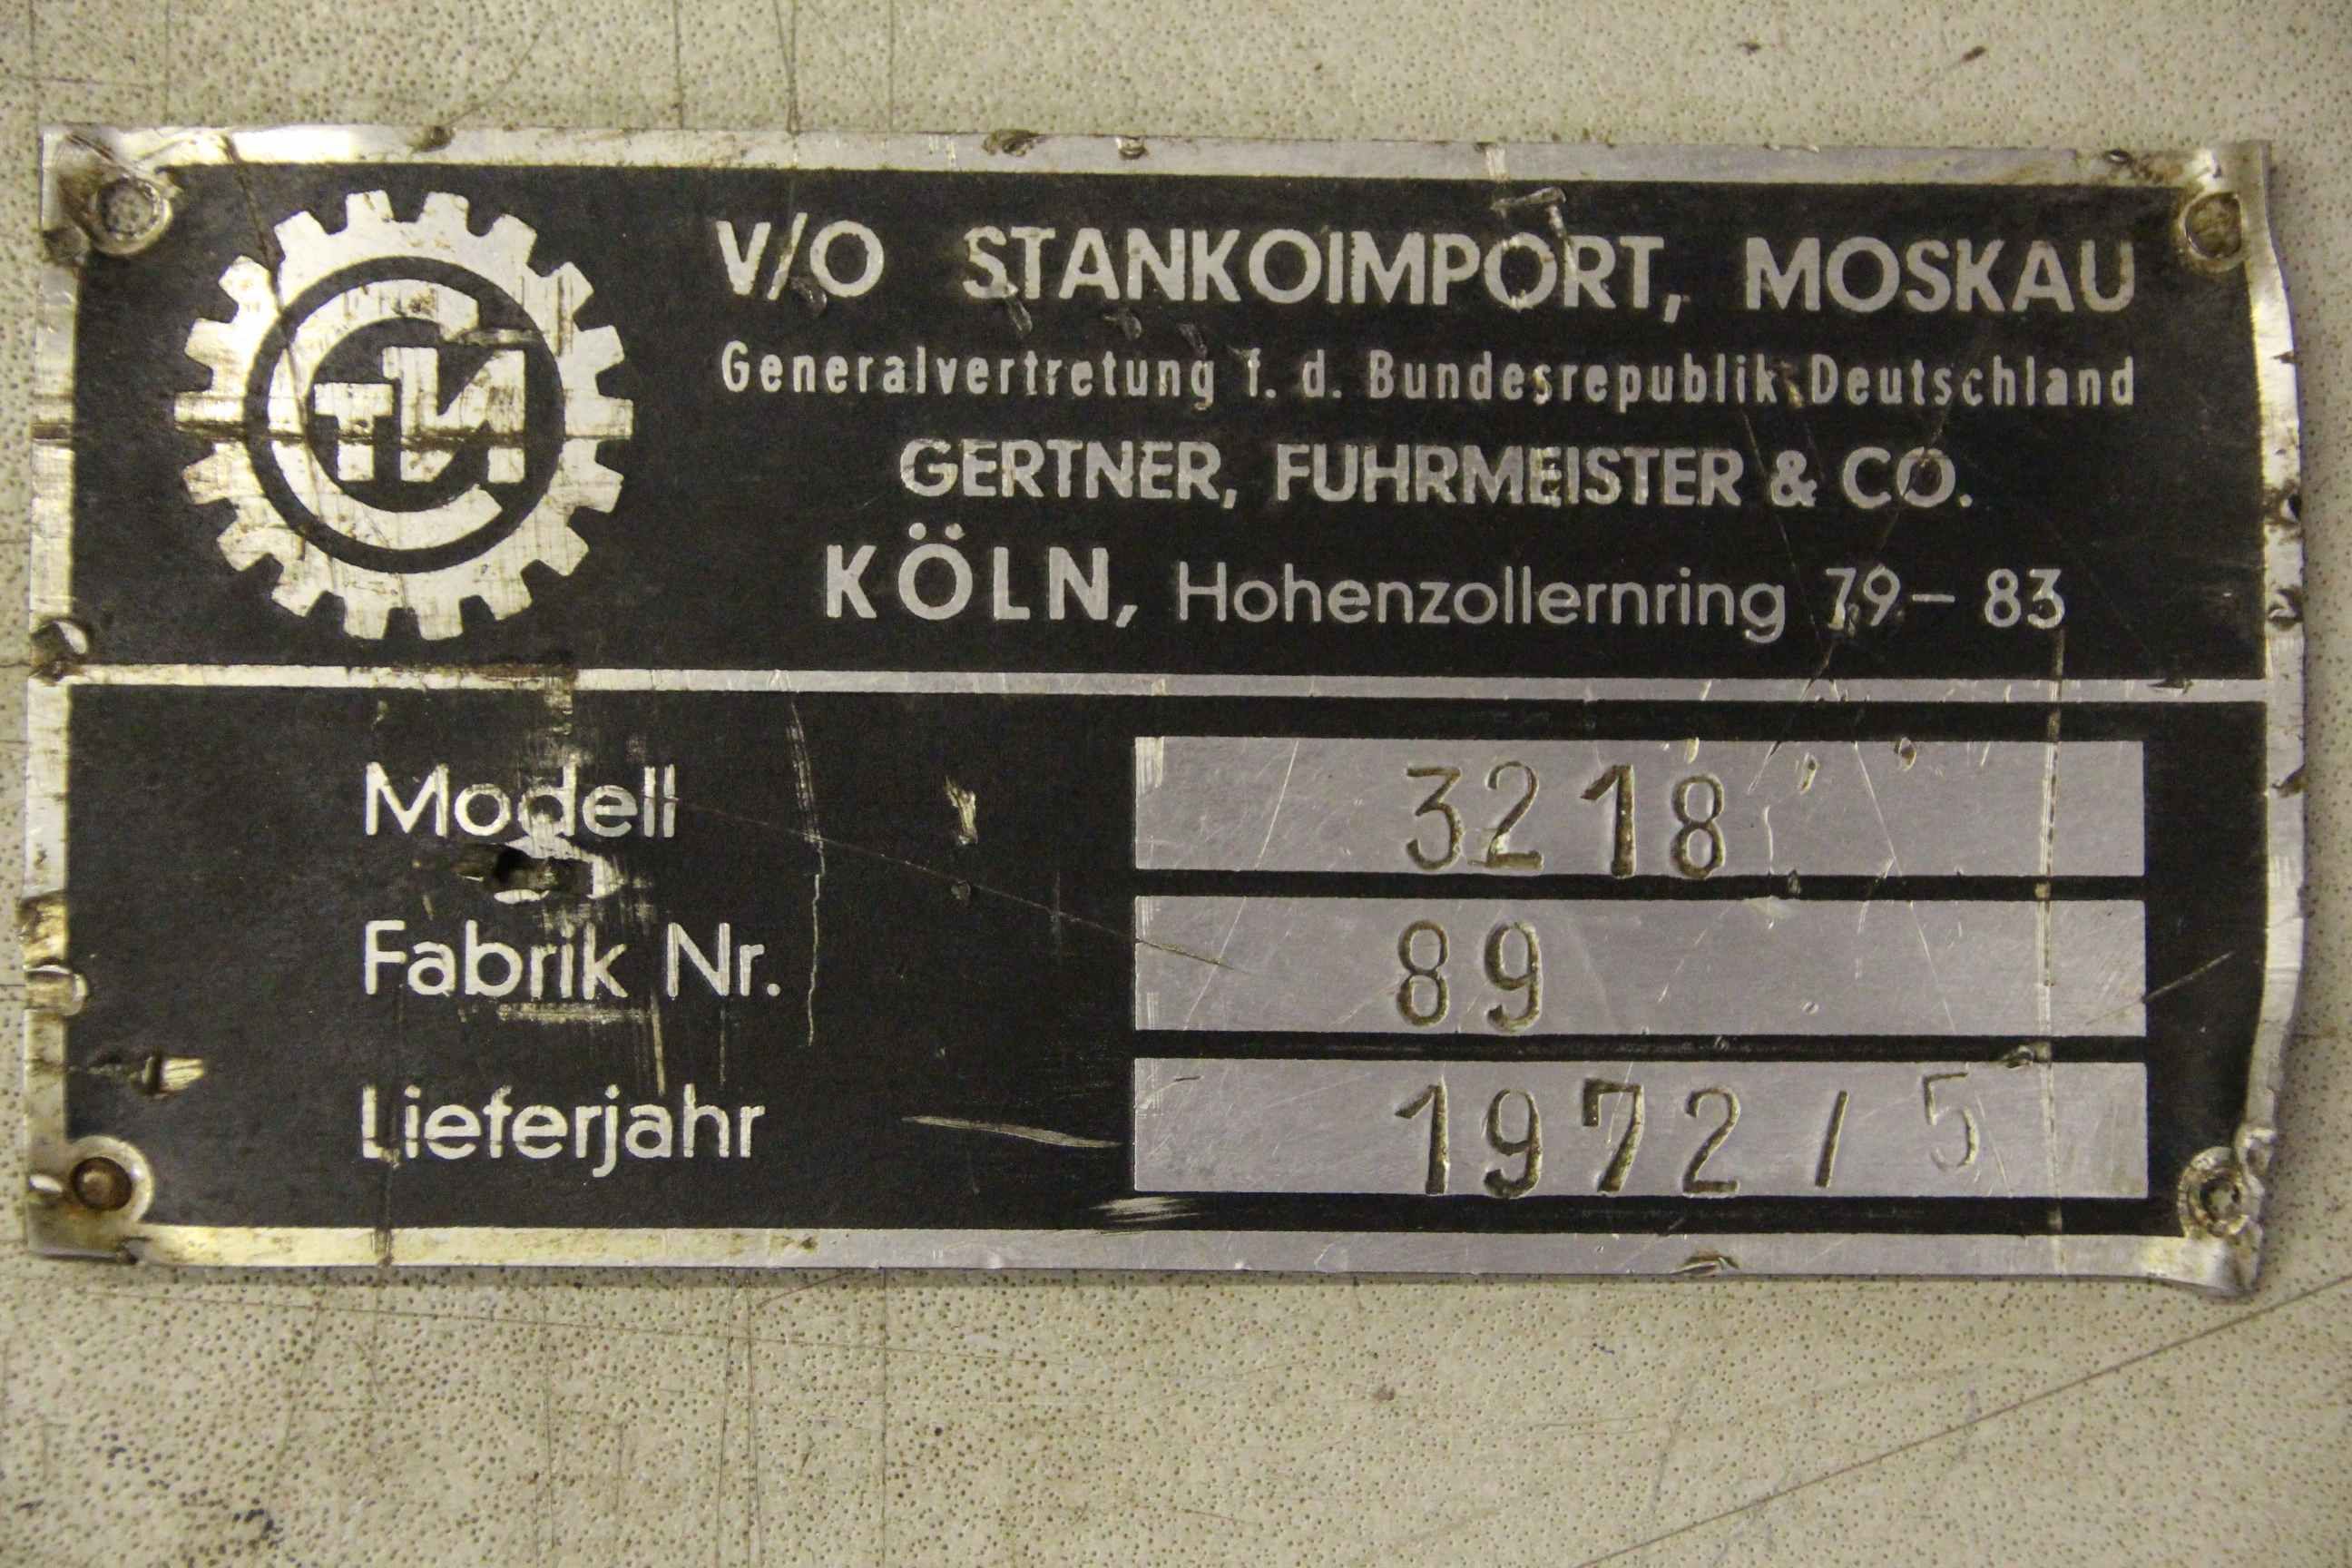 СТИ
V/O STANKOIMPORT, MOSKAU
Generalvertretung f. d. Bundesrepublik Deutschland
GERTNER, FUHRMEISTER & CO.
KÖLN, Hohenzollernring 79 – 83
Modell 3218
Fabrik Nr. 89
Lieferjahr 1972 / 5